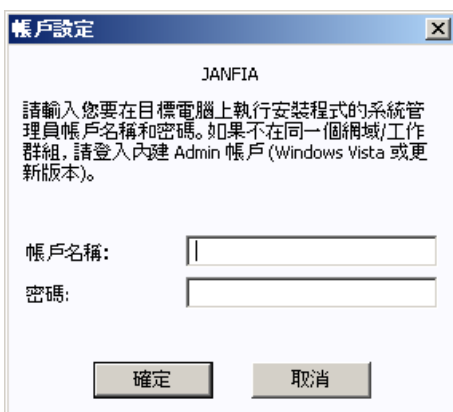 帳戶設定
JANFIA
請輸入您要在目標電腦上執行安裝程式的系統管
理員帳戶名稱和密碼。如果不在同一個網域/工作
群組, 請登入內建 Admin 帳戶 (Windows Vista 或更
新版本)。
帳戶名稱:
密碼:
確定 取消